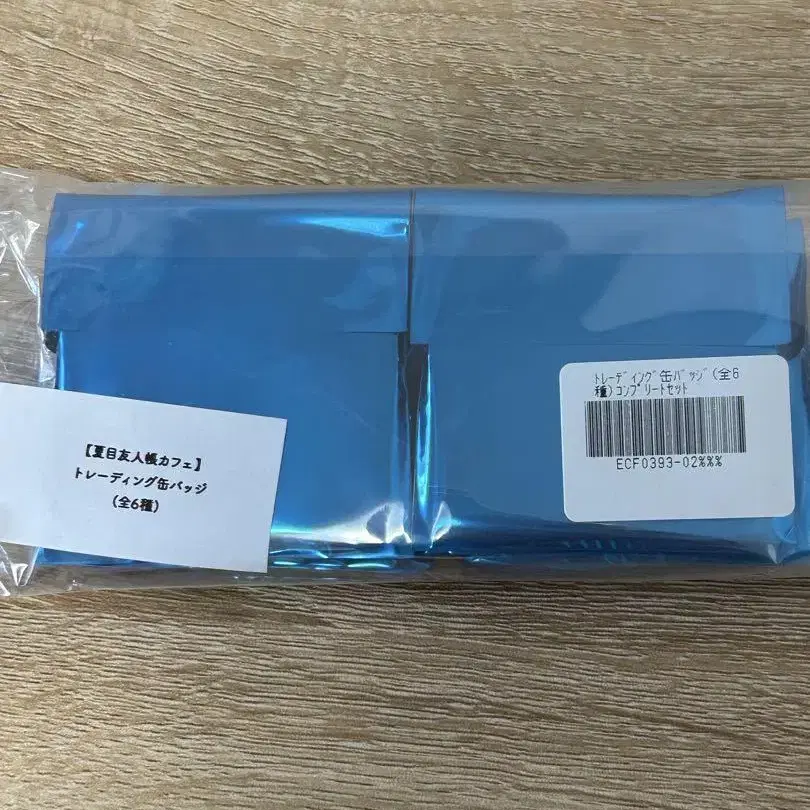 【夏目友人帳カフェ】
トレーディング缶バッジ
(全6種)
ﾄﾚｰﾃﾞｨﾝｸﾞ缶ﾊﾞｯｼﾞ(全6
種)ｺﾝﾌﾟﾘｰﾄｾｯﾄ
ECF0393-02%%%